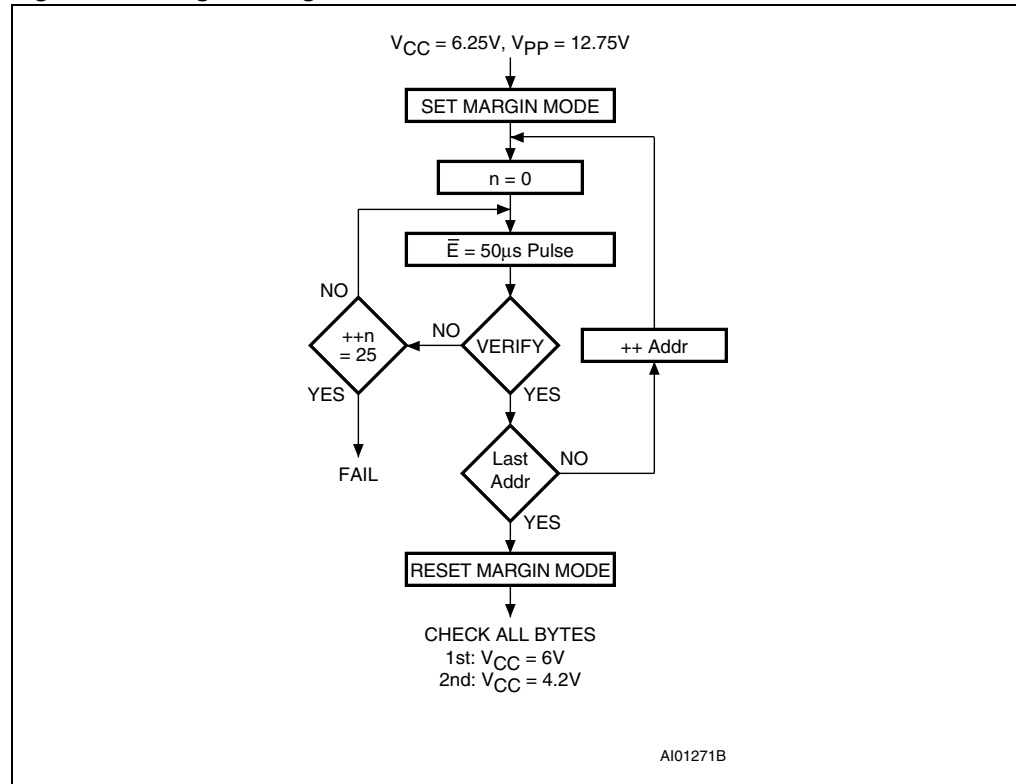 VCC = 6.25V, VPP = 12.75V
SET MARGIN MODE
n = 0
E̅ = 50μs Pulse
NO
++n
= 25
NO
VERIFY
++ Addr
YES
YES
FAIL
Last
Addr
NO
YES
RESET MARGIN MODE
CHECK ALL BYTES
1st: VCC = 6V
2nd: VCC = 4.2V
AI01271B